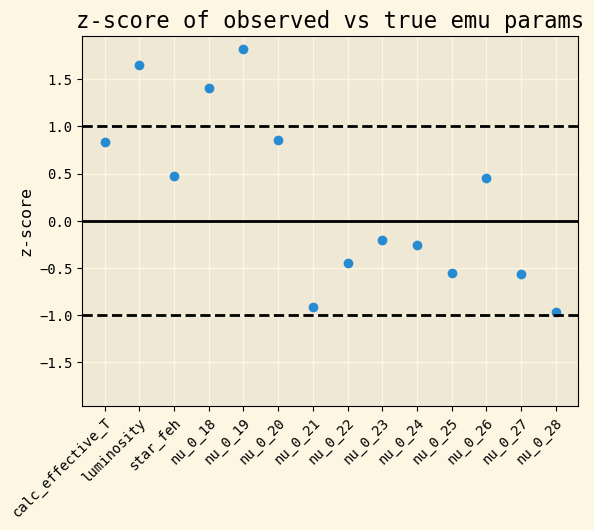 z-score of observed vs true emu params
z-score
1.5
1.0
0.5
0.0
−0.5
−1.0
−1.5
calc_effective_T
luminosity
star_feh
nu_0_18
nu_0_19
nu_0_20
nu_0_21
nu_0_22
nu_0_23
nu_0_24
nu_0_25
nu_0_26
nu_0_27
nu_0_28